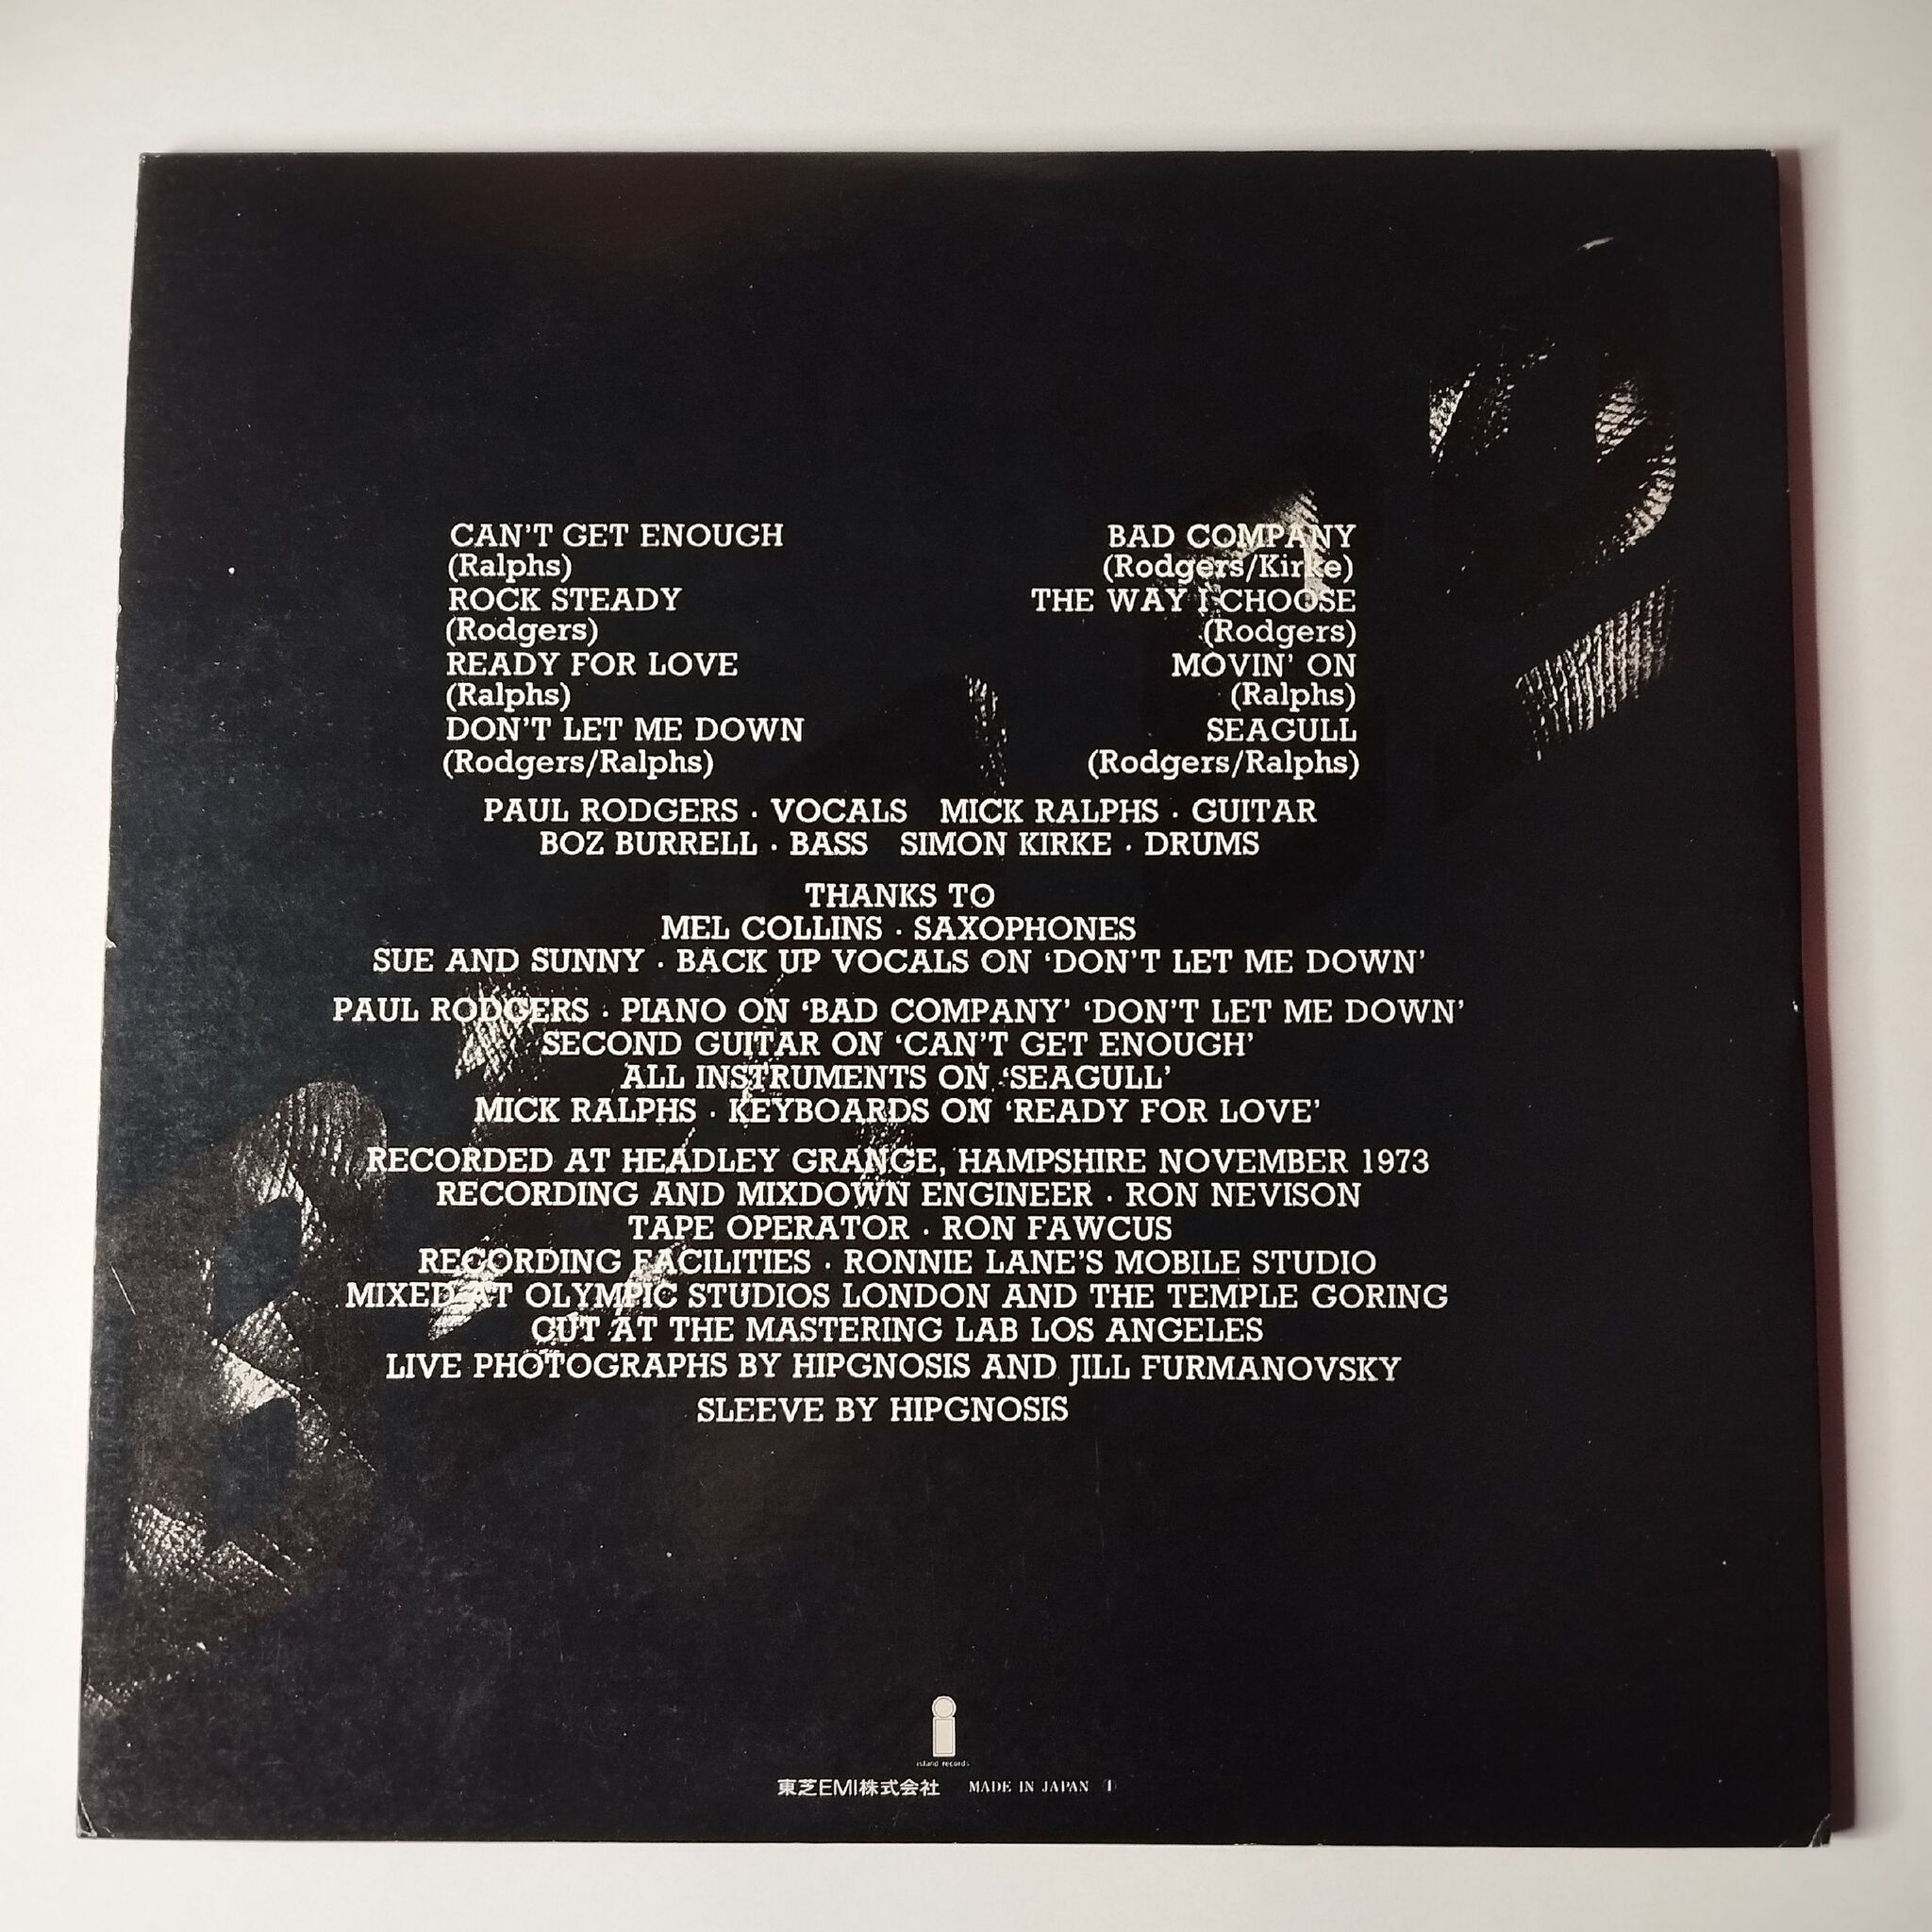 CAN'T GET ENOUGH
(Ralphs)
ROCK STEADY
(Rodgers)
READY FOR LOVE
(Ralphs)
DON'T LET ME DOWN
(Rodgers/Ralphs)
BAD COMPANY
(Rodgers/Kirke)
THE WAY I CHOOSE
(Rodgers)
MOVIN' ON
(Ralphs)
SEAGULL
(Rodgers/Ralphs)
PAUL RODGERS · VOCALS MICK RALPHS · GUITAR
BOZ BURRELL · BASS SIMON KIRKE · DRUMS
THANKS TO
MEL COLLINS · SAXOPHONES
SUE AND SUNNY · BACK UP VOCALS ON ‘DON'T LET ME DOWN’
PAUL RODGERS · PIANO ON ‘BAD COMPANY’ ‘DON'T LET ME DOWN’
SECOND GUITAR ON ‘CAN'T GET ENOUGH’
ALL INSTRUMENTS ON ‘SEAGULL’
MICK RALPHS · KEYBOARDS ON ‘READY FOR LOVE’
RECORDED AT HEADLEY GRANGE, HAMPSHIRE NOVEMBER 1973
RECORDING AND MIXDOWN ENGINEER · RON NEVISON
TAPE OPERATOR · RON FAWCUS
RECORDING FACILITIES · RONNIE LANE'S MOBILE STUDIO
MIXED AT OLYMPIC STUDIOS LONDON AND THE TEMPLE GORING
CUT AT THE MASTERING LAB LOS ANGELES
LIVE PHOTOGRAPHS BY HIPGNOSIS AND JILL FURMANOVSKY
SLEEVE BY HIPGNOSIS
island records
東芝EMI株式会社 MADE IN JAPAN Ⓘ